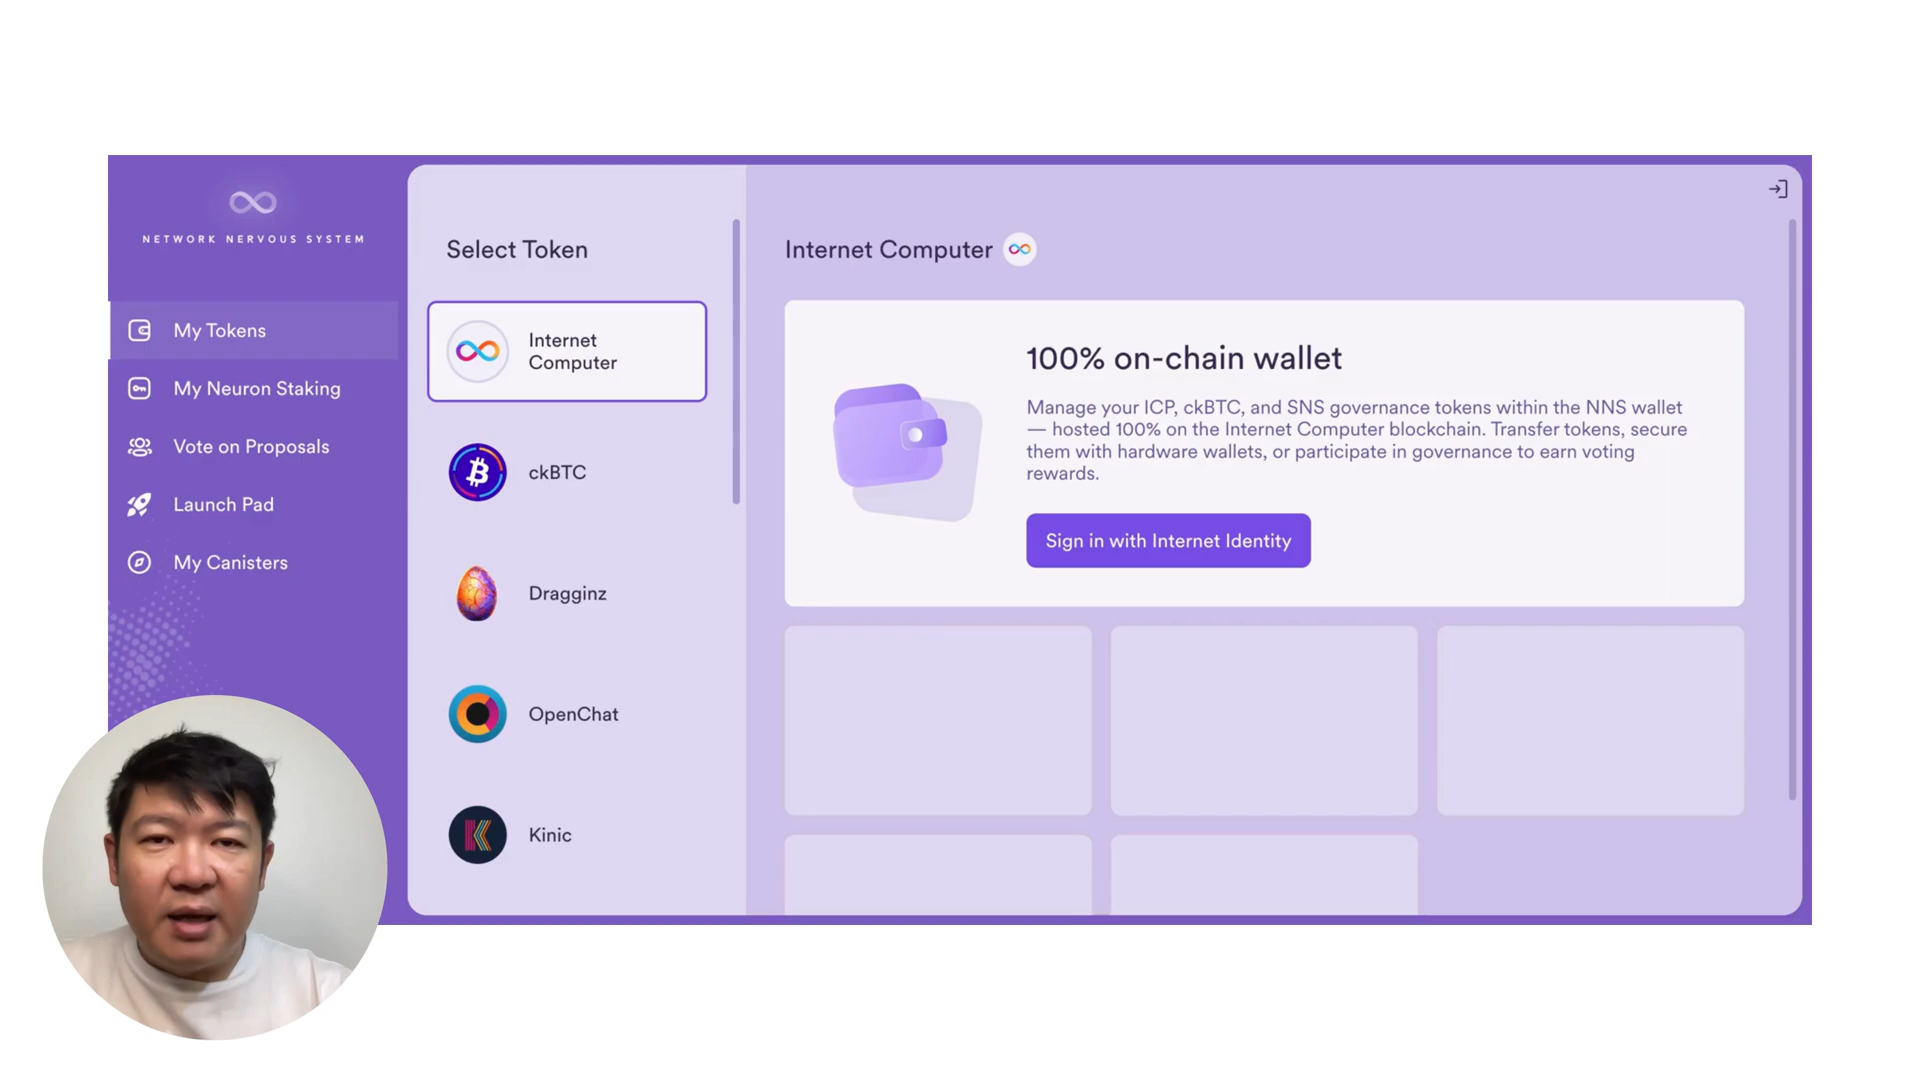 NETWORK NERVOUS SYSTEM
My Tokens
My Neuron Staking
Vote on Proposals
Launch Pad
My Canisters
Select Token
Internet
Computer
ckBTC
Dragginz
OpenChat
Kinic
Internet Computer
100% on-chain wallet
Manage your ICP, ckBTC, and SNS governance tokens within the NNS wallet
— hosted 100% on the Internet Computer blockchain. Transfer tokens, secure
them with hardware wallets, or participate in governance to earn voting
rewards.
Sign in with Internet Identity